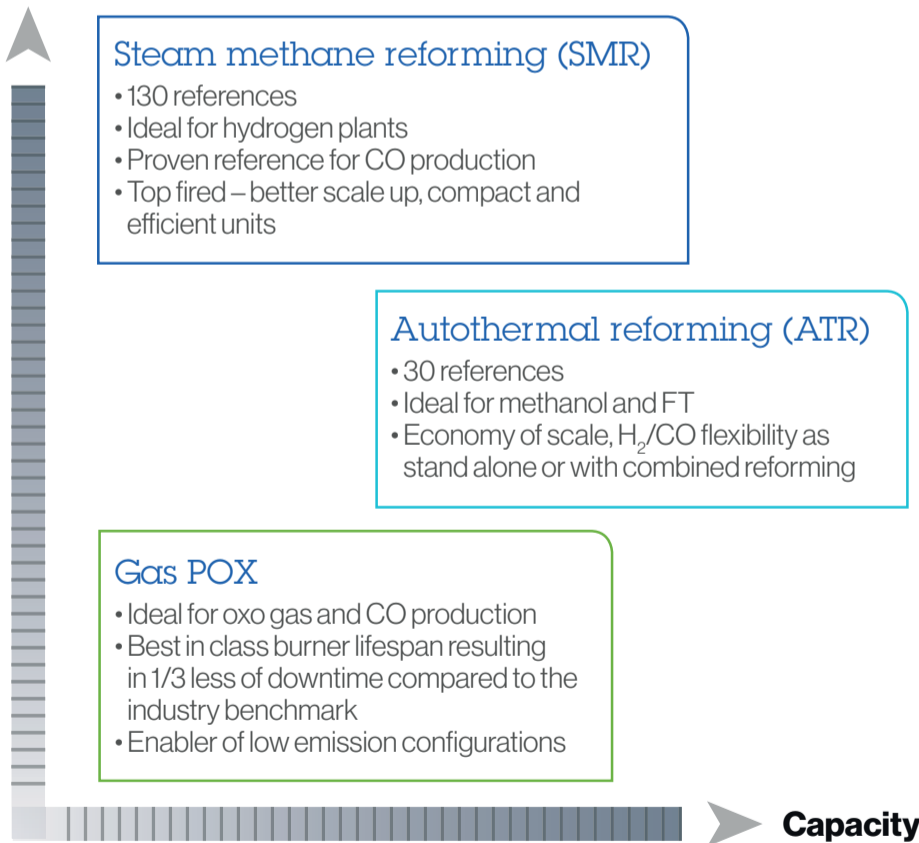 Steam methane reforming (SMR)
• 130 references
• Ideal for hydrogen plants
• Proven reference for CO production
• Top fired – better scale up, compact and
efficient units
Autothermal reforming (ATR)
• 30 references
• Ideal for methanol and FT
• Economy of scale, H₂/CO flexibility as
stand alone or with combined reforming
Gas POX
• Ideal for oxo gas and CO production
• Best in class burner lifespan resulting
in 1/3 less of downtime compared to the
industry benchmark
• Enabler of low emission configurations
Capacity